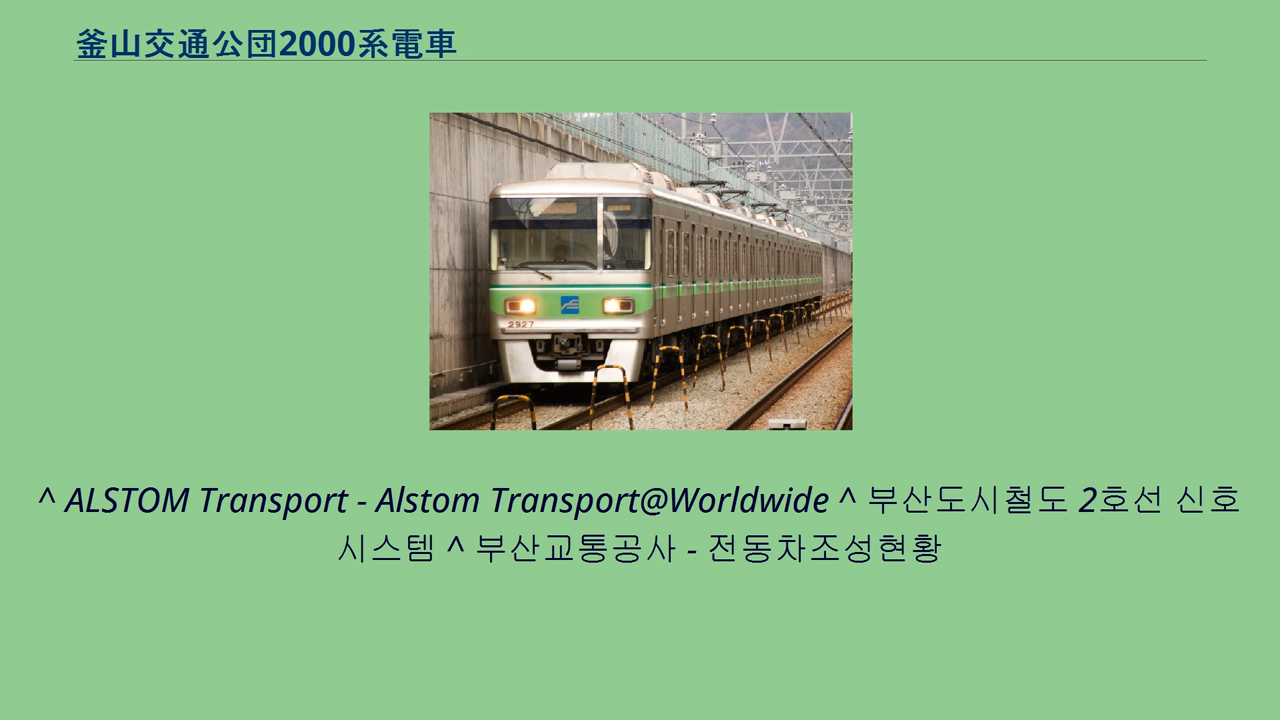 釜山交通公団2000系電車
2927
^ ALSTOM Transport - Alstom Transport@Worldwide ^ 부산도시철도 2호선 신호
시스템 ^ 부산교통공사 - 전동차조성현황